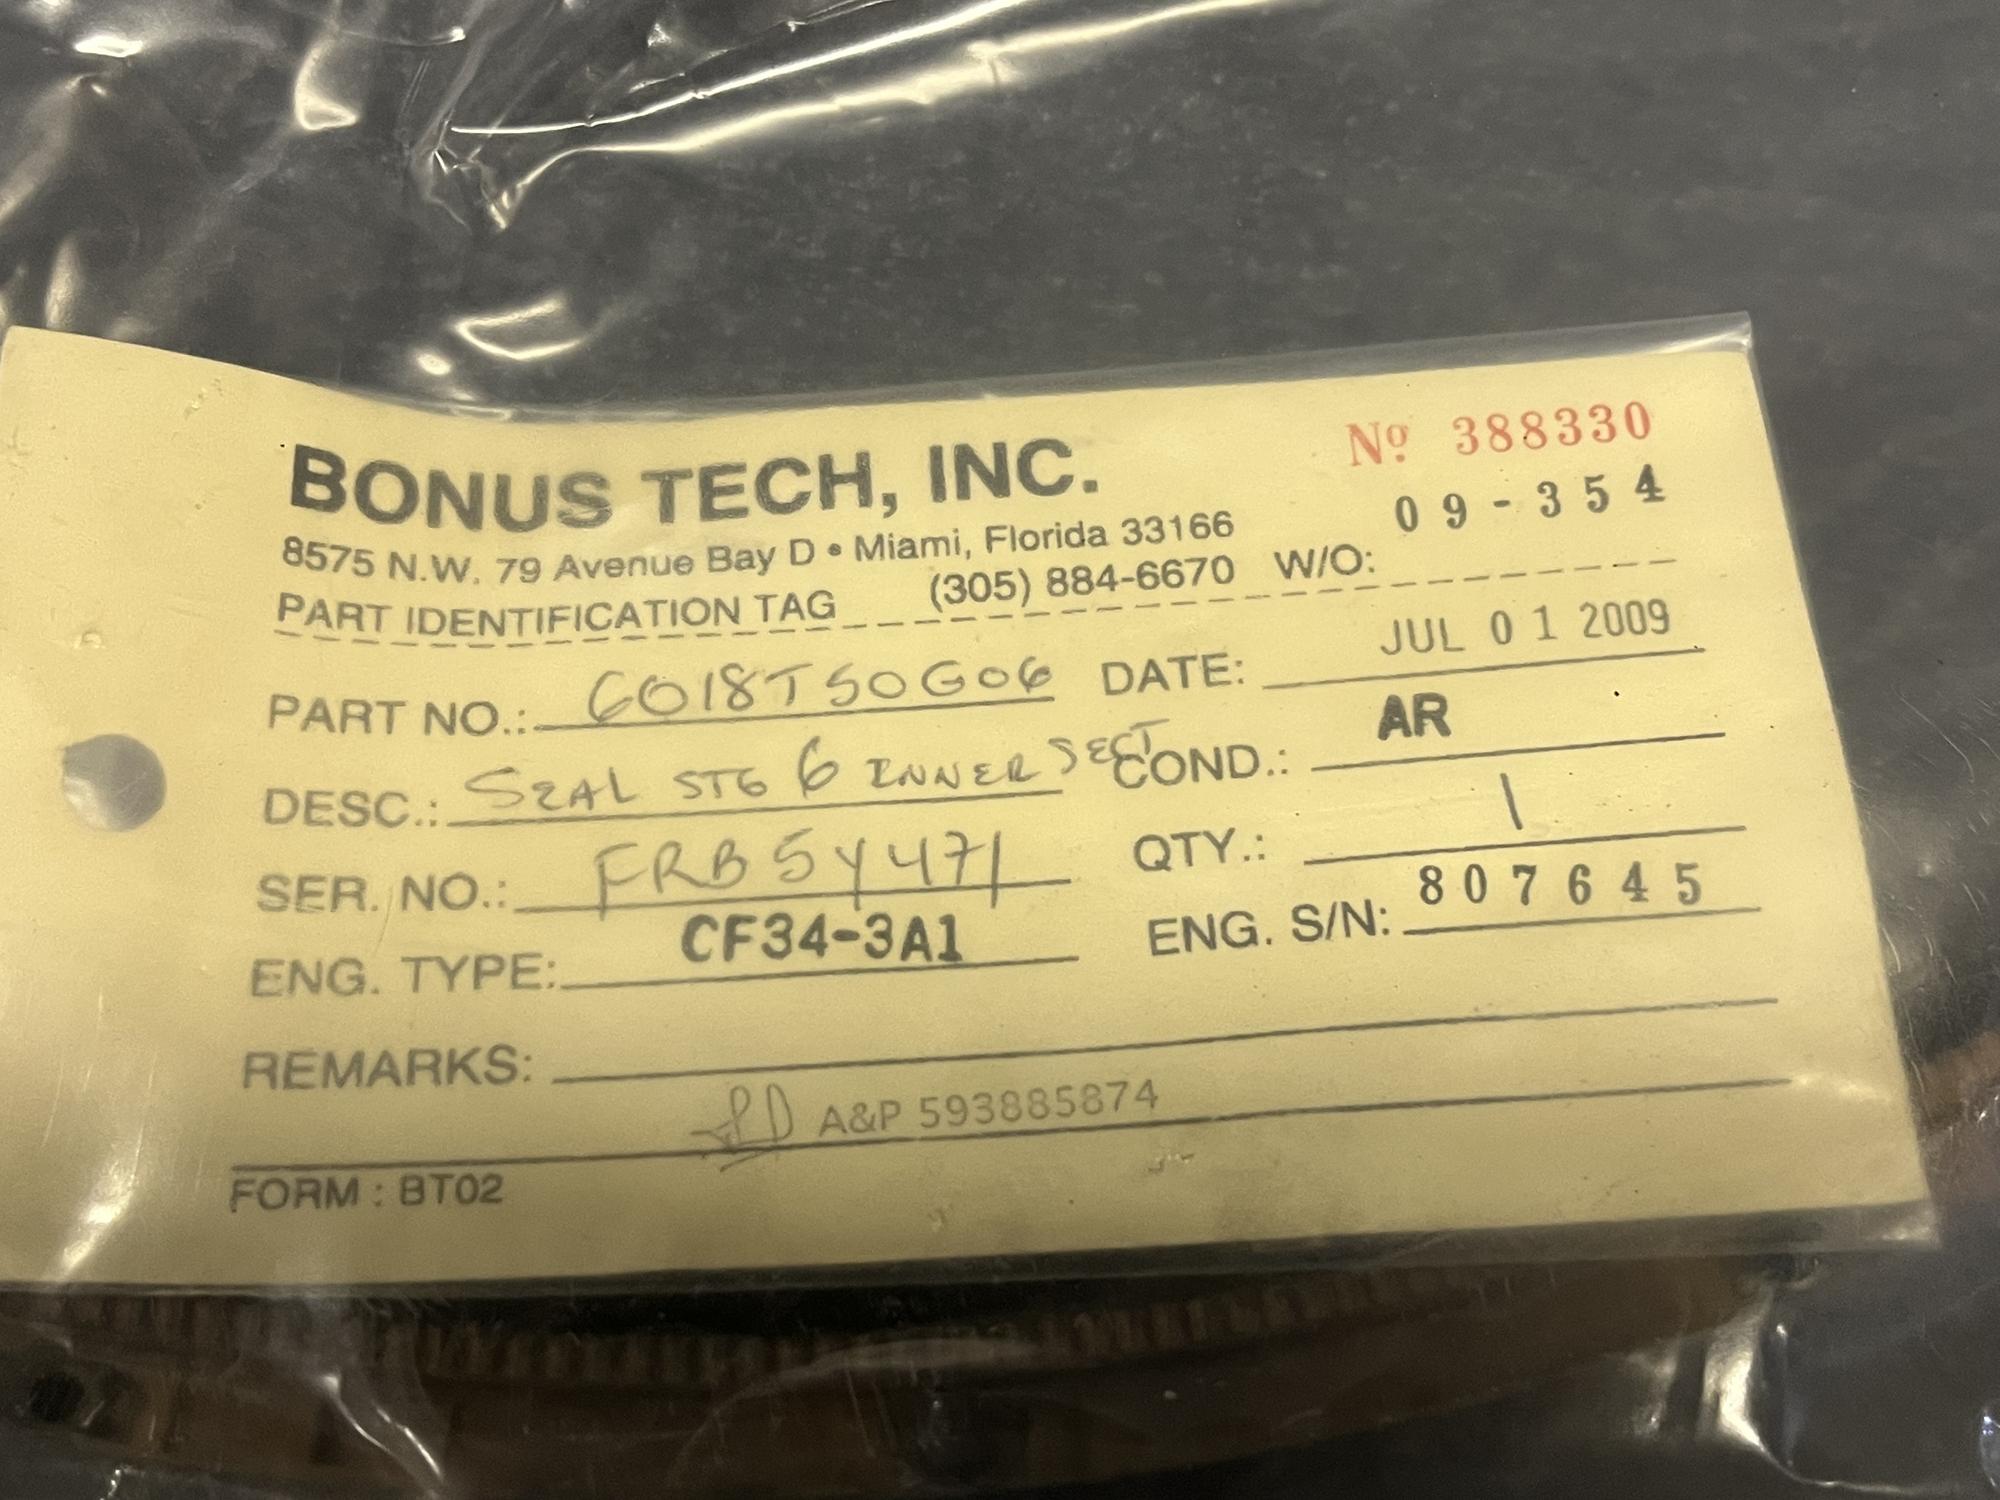 BONUS TECH, INC.
Nº 388330
8575 N.W. 79 Avenue Bay D • Miami, Florida 33166
09-354
PART IDENTIFICATION TAG (305) 884-6670 W/O:
PART NO.: 6018T50G06 DATE: JUL 01 2009
DESC.: SEAL STG 6 INNER SECT COND.: AR
SER. NO.: FRB5Y471 QTY.: 1
ENG. TYPE: CF34-3A1 ENG. S/N: 807645
REMARKS:
A&P 593885874
FORM : BT02